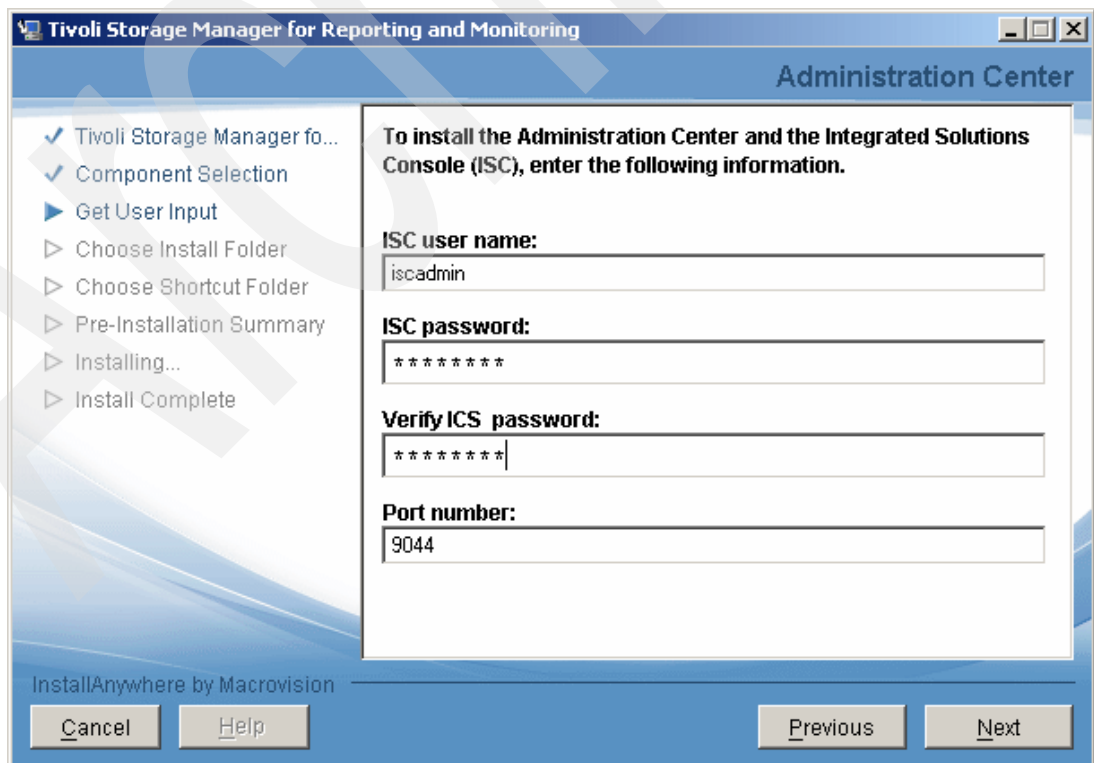 Tivoli Storage Manager for Reporting and Monitoring
Administration Center
Tivoli Storage Manager fo...
Component Selection
Get User Input
Choose Install Folder
Choose Shortcut Folder
Pre-Installation Summary
Installing...
Install Complete
To install the Administration Center and the Integrated Solutions
Console (ISC), enter the following information.
ISC user name:
iscadmin
ISC password:
********
Verify ICS password:
********
Port number:
9044
InstallAnywhere by Macrovision
Cancel
Help
Previous
Next